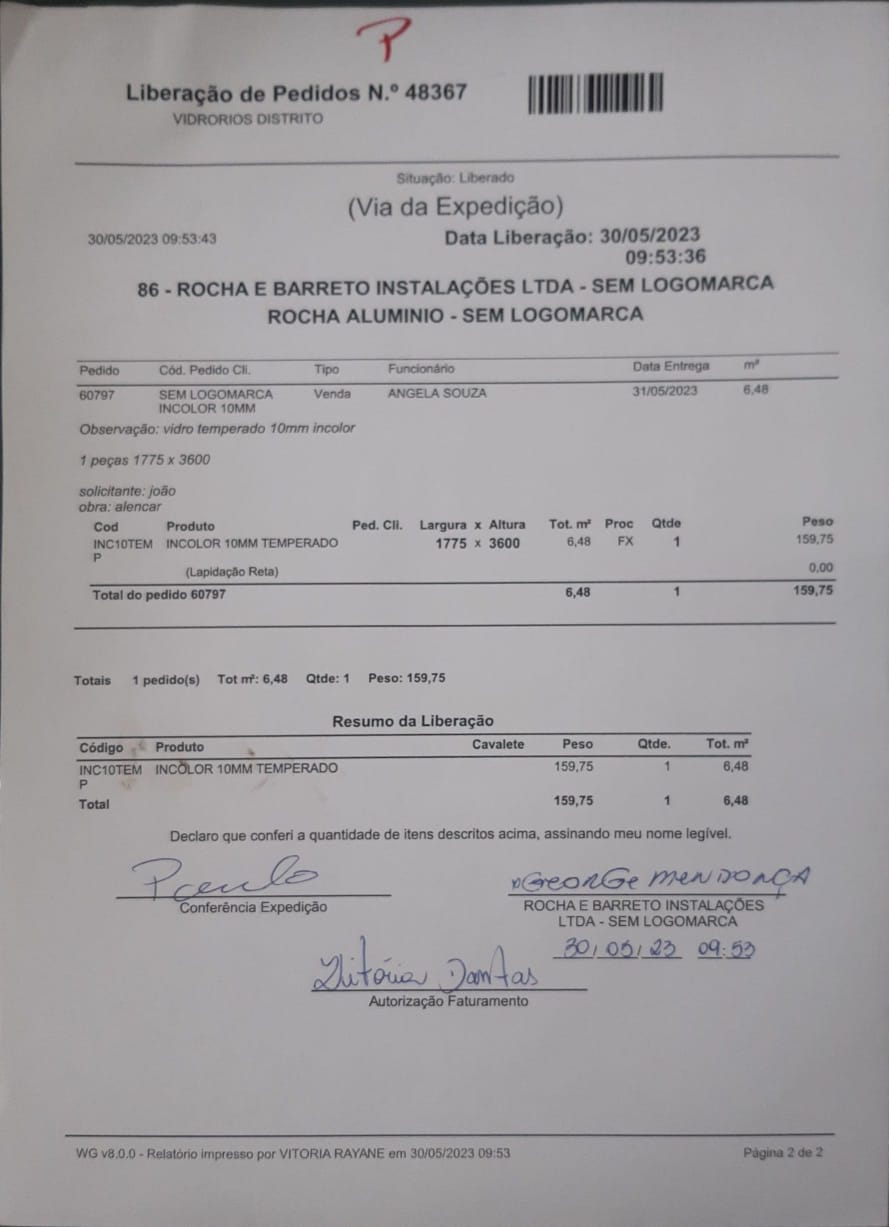 P
Liberação de Pedidos N.º 48367
VIDRORIOS DISTRITO
Situação: Liberado
(Via da Expedição)
30/05/2023 09:53:43 Data Liberação: 30/05/2023
09:53:36
86 - ROCHA E BARRETO INSTALAÇÕES LTDA - SEM LOGOMARCA
ROCHA ALUMINIO - SEM LOGOMARCA
Pedido Cód. Pedido Cli. Tipo Funcionário Data Entrega m²
60797 SEM LOGOMARCA Venda ANGELA SOUZA 31/05/2023 6,48
INCOLOR 10MM
Observação: vidro temperado 10mm incolor
1 peças 1775 x 3600
solicitante: joão
obra: alencar
Cod Produto Ped. Cli. Largura x Altura Tot. m² Proc Qtde Peso
INC10TEM INCOLOR 10MM TEMPERADO 1775 x 3600 6,48 FX 1 159,75
P
(Lapidação Reta) 0,00
Total do pedido 60797 6,48 1 159,75
Totais 1 pedido(s) Tot m²: 6,48 Qtde: 1 Peso: 159,75
Resumo da Liberação
Código Produto Cavalete Peso Qtde. Tot. m²
INC10TEM INCOLOR 10MM TEMPERADO 159,75 1 6,48
P
Total 159,75 1 6,48
Declaro que conferi a quantidade de itens descritos acima, assinando meu nome legível.
Paulo GEORGE MENDONÇA
Conferência Expedição ROCHA E BARRETO INSTALAÇÕES
LTDA - SEM LOGOMARCA
30/05/23 09:53
Vitória Dantas
Autorização Faturamento
WG v8.0.0 - Relatório impresso por VITORIA RAYANE em 30/05/2023 09:53 Página 2 de 2